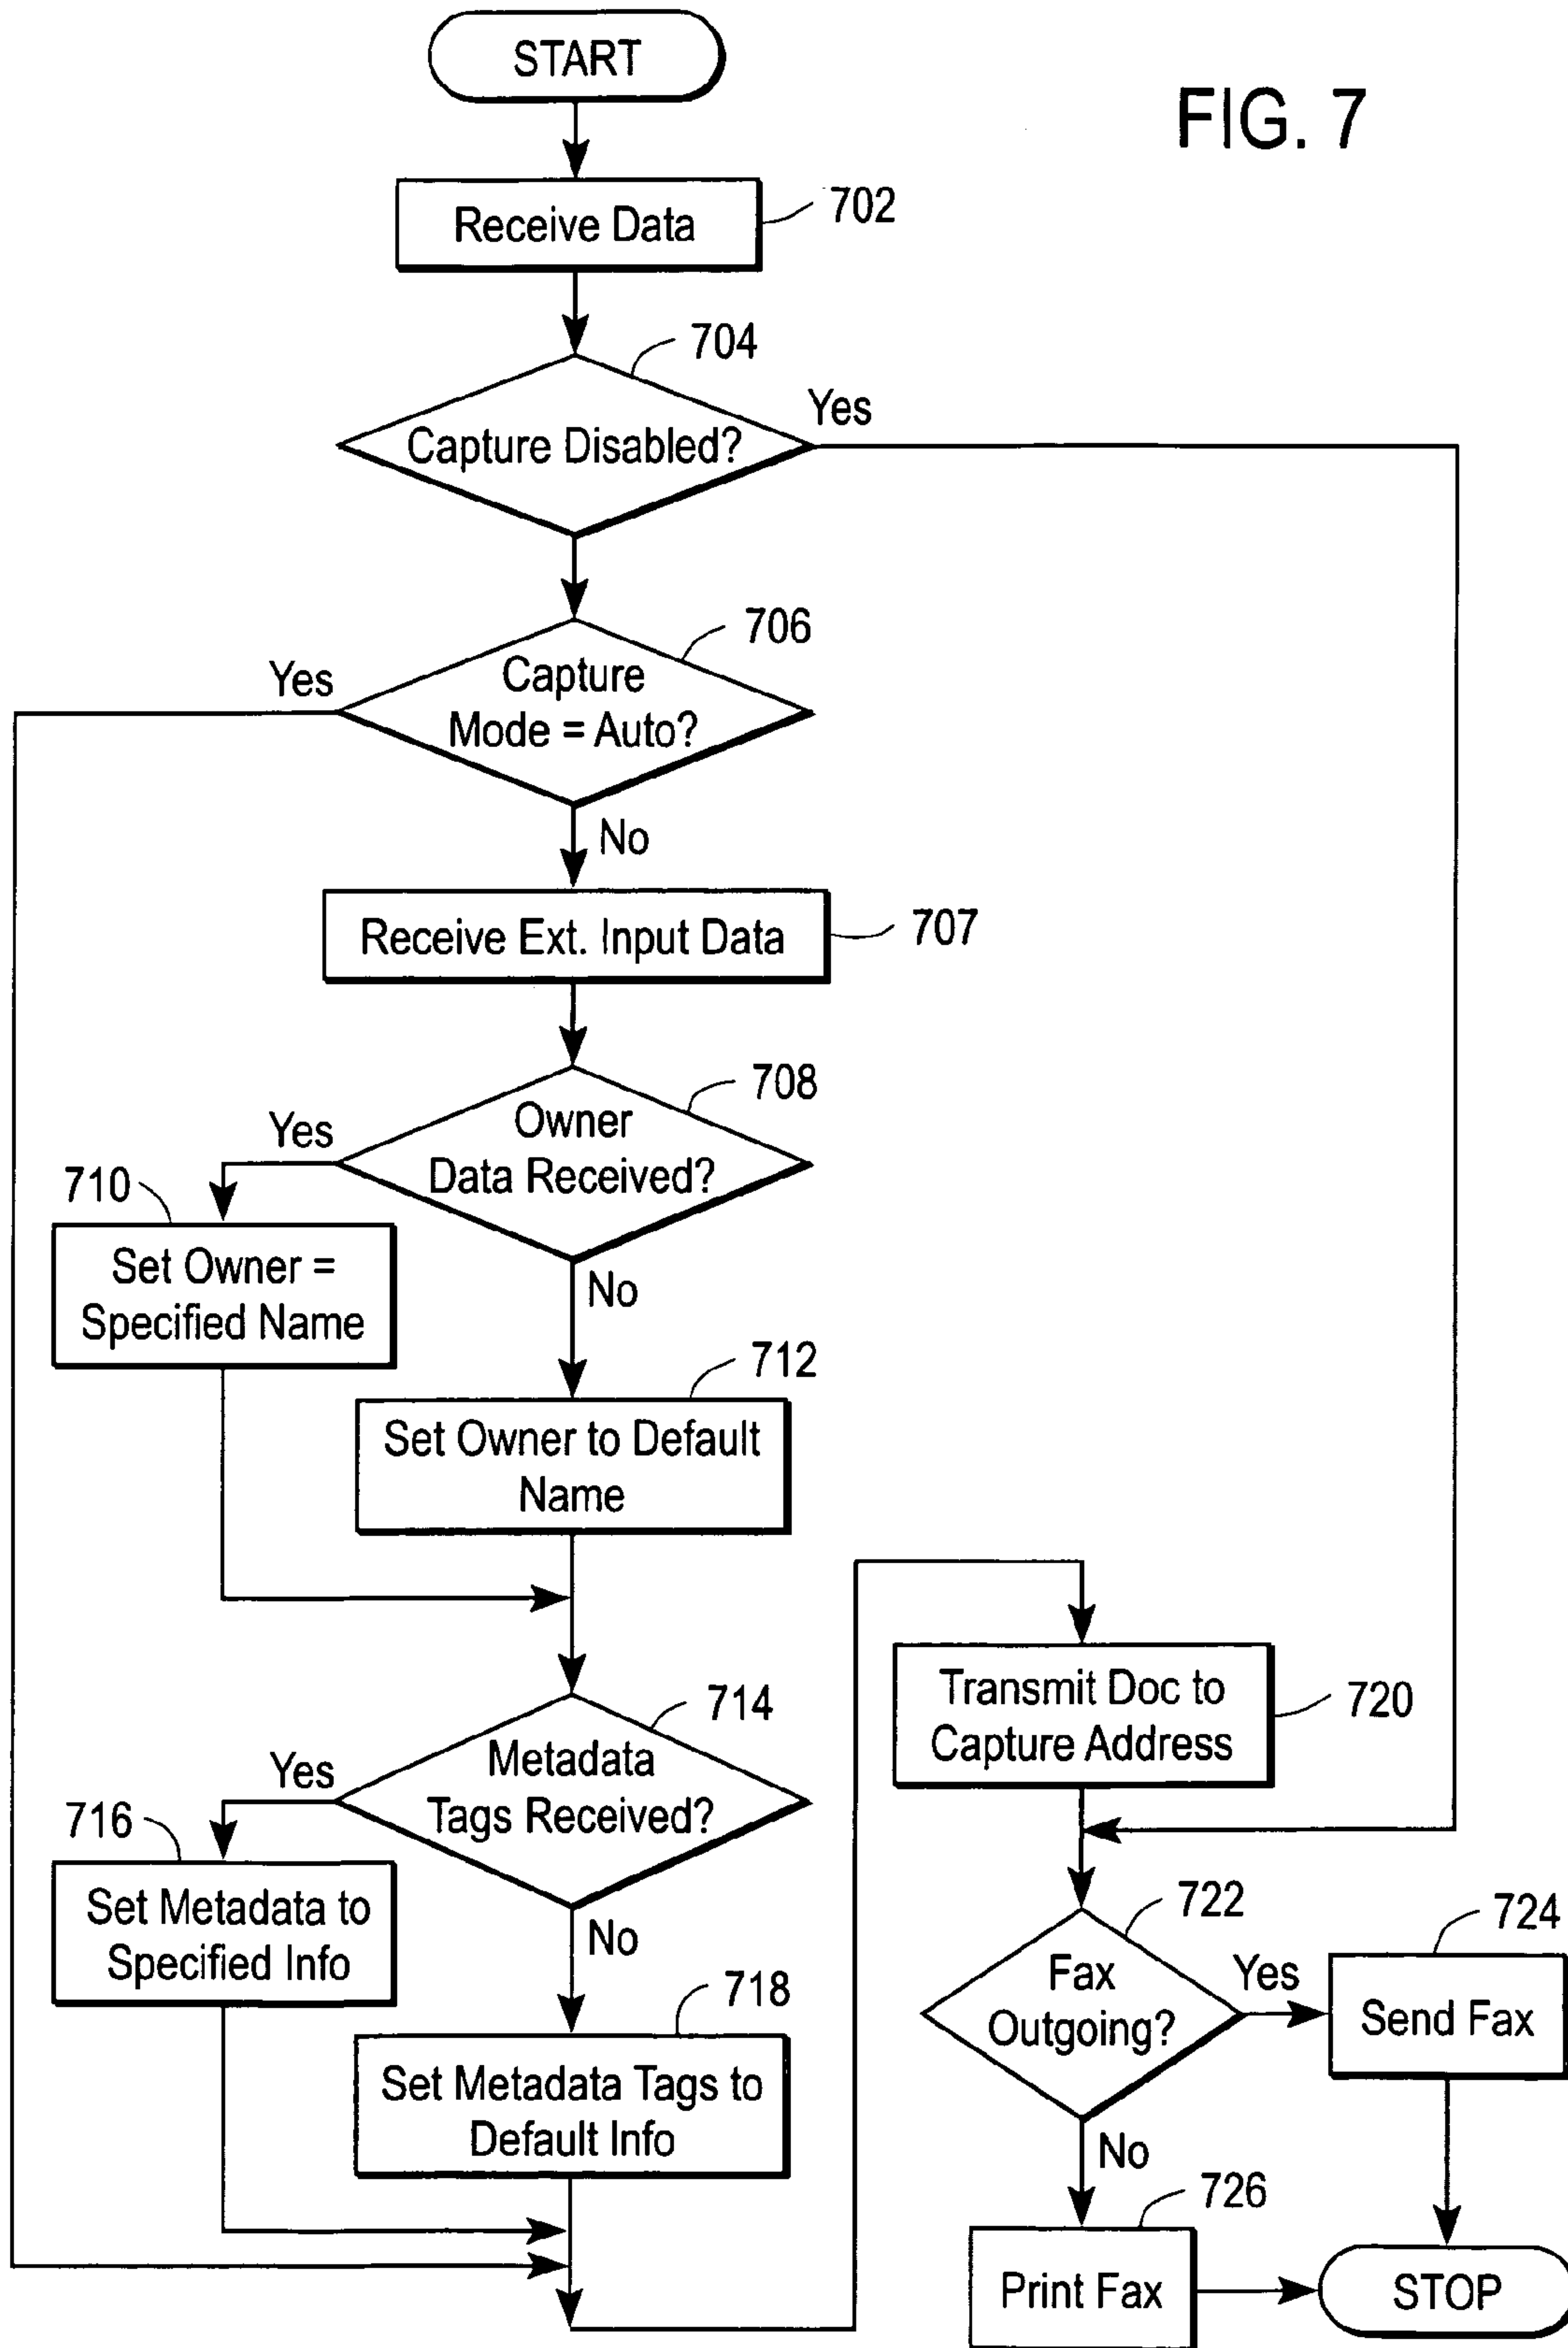 START
FIG. 7
Receive Data
702
704
Capture Disabled?
Yes
706
Yes
Capture
Mode = Auto?
No
Receive Ext. Input Data
707
708
Yes
Owner
Data Received?
710
Set Owner =
Specified Name
No
712
Set Owner to Default
Name
714
Yes
Metadata
Tags Received?
716
Set Metadata to
Specified Info
No
718
Set Metadata Tags to
Default Info
Transmit Doc to
Capture Address
720
722
Fax
Outgoing?
Yes
724
Send Fax
No
726
Print Fax
STOP